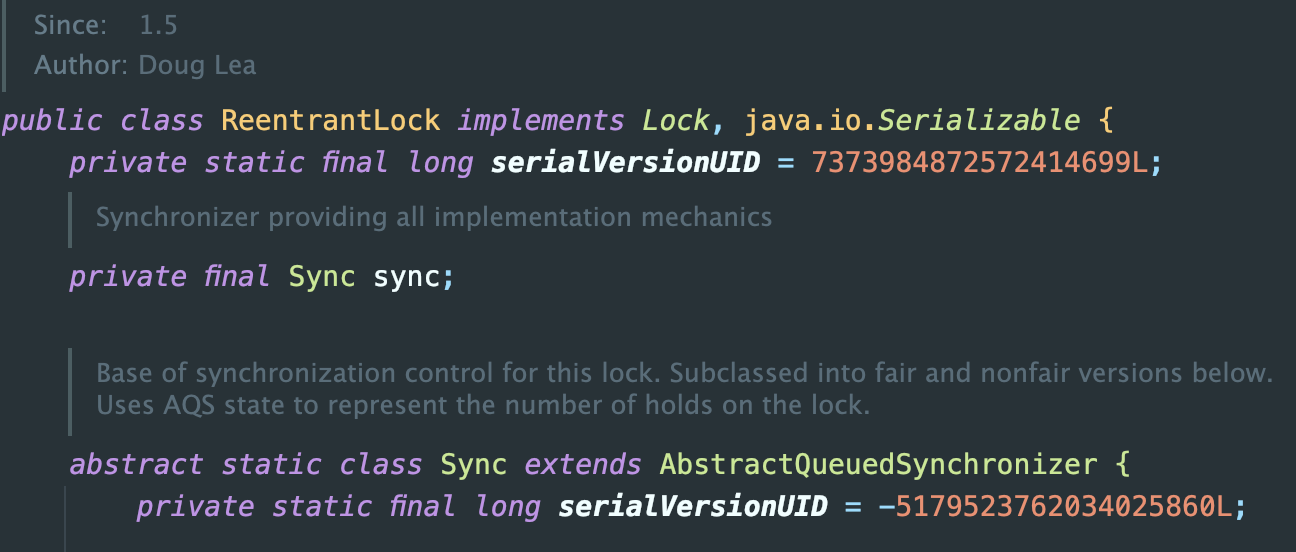 Since: 1.5
Author: Doug Lea
public class ReentrantLock implements Lock, java.io.Serializable {
private static final long serialVersionUID = 7373984872572414699L;
Synchronizer providing all implementation mechanics
private final Sync sync;
Base of synchronization control for this lock. Subclassed into fair and nonfair versions below.
Uses AQS state to represent the number of holds on the lock.
abstract static class Sync extends AbstractQueuedSynchronizer {
private static final long serialVersionUID = -5179523762034025860L;